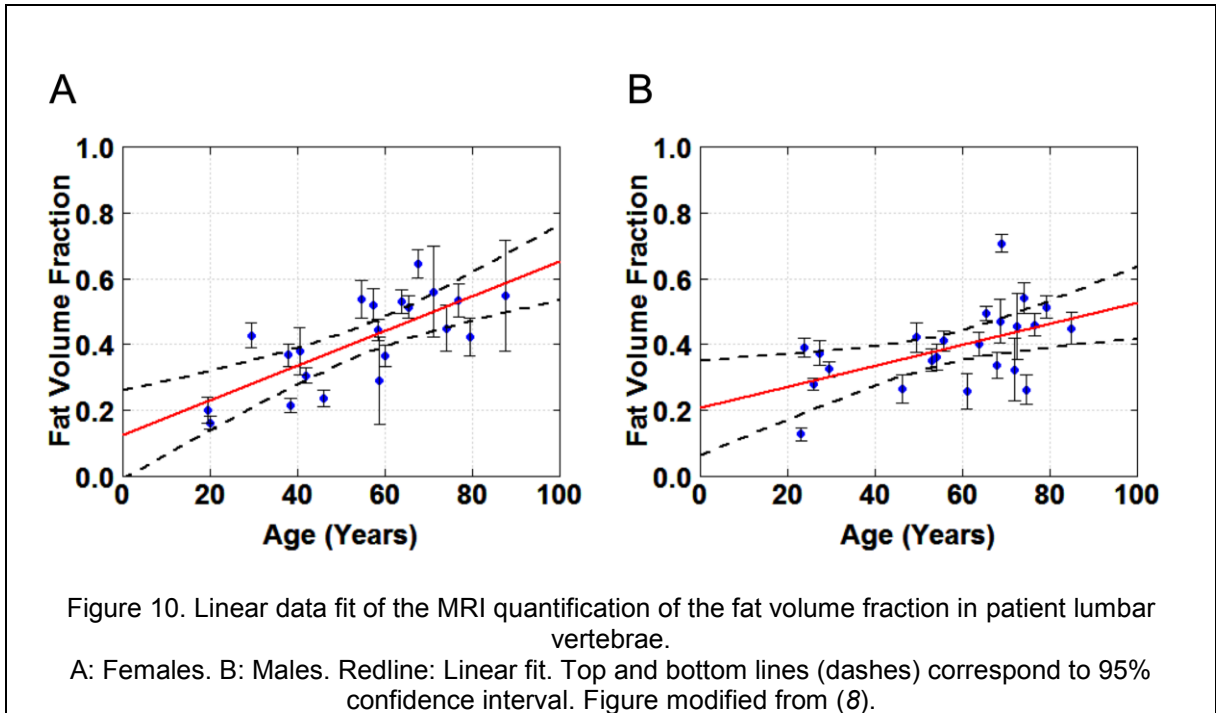 A
B
1.0
0.8
0.6
0.4
0.2
0.0
Fat Volume Fraction
0 20 40 60 80 100
Age (Years)
1.0
0.8
0.6
0.4
0.2
0.0
Fat Volume Fraction
0 20 40 60 80 100
Age (Years)
Figure 10. Linear data fit of the MRI quantification of the fat volume fraction in patient lumbar
vertebrae.
A: Females. B: Males. Redline: Linear fit. Top and bottom lines (dashes) correspond to 95%
confidence interval. Figure modified from (8).